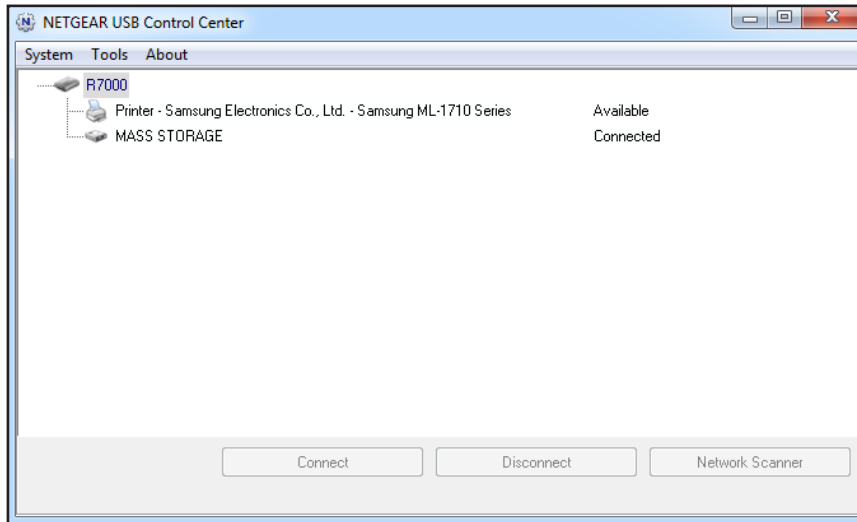 NETGEAR USB Control Center
System Tools About
R7000
Printer - Samsung Electronics Co., Ltd. - Samsung ML-1710 Series Available
MASS STORAGE Connected
Connect Disconnect Network Scanner